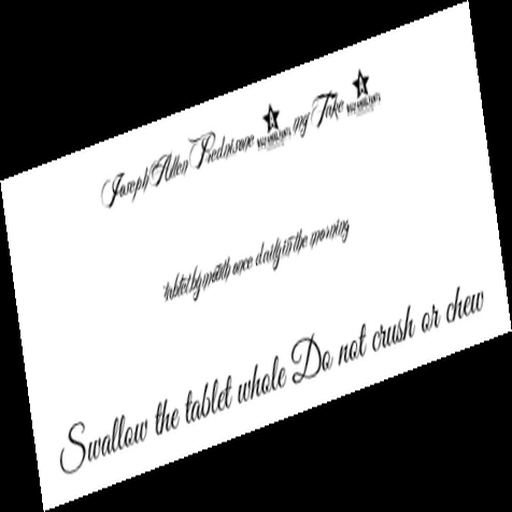 Joseph Allen Prednisone mg Take
tablet by mouth once daily in the morning
Swallow the tablet whole Do not crush or chew